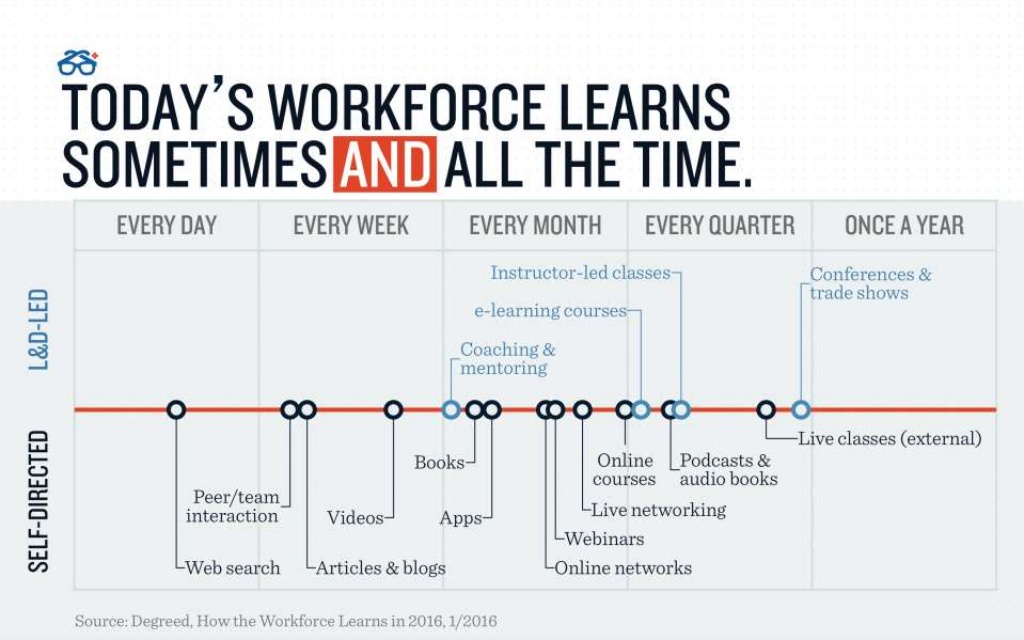 TODAY'S WORKFORCE LEARNS
SOMETIMES AND ALL THE TIME.
EVERY DAY
EVERY WEEK
EVERY MONTH
EVERY QUARTER
ONCE A YEAR
L&D-LED
Instructor-led classes
Conferences &
trade shows
e-learning courses
Coaching &
mentoring
SELF-DIRECTED
Live classes (external)
Books
Online
courses
Podcasts &
audio books
Peer/team
interaction
Videos
Apps
Live networking
Webinars
Web search
Articles & blogs
Online networks
Source: Degreed, How the Workforce Learns in 2016, 1/2016